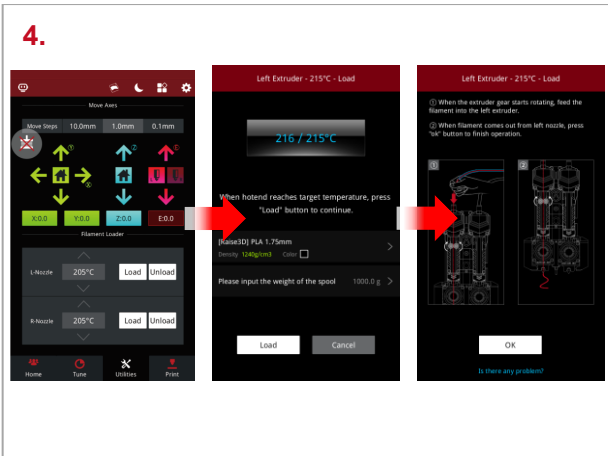 4.
Move Axes
Move Steps 10.0mm 1.0mm 0.1mm
Y
Z
E
X
X:0.0 Y:0.0 Z:0.0 E:0.0
Filament Loader
L-Nozzle 205°C Load Unload
R-Nozzle 205°C Load Unload
Home Tune Utilities Print
Left Extruder - 215°C - Load
216 / 215°C
When hotend reaches target temperature, press
"Load" button to continue.
[Raise3D] PLA 1.75mm
Density 1240g/cm3 Color
Please input the weight of the spool 1000.0 g
Load Cancel
Left Extruder - 215°C - Load
① When the extruder gear starts rotating, feed the
filament into the left extruder.
② When filament comes out from left nozzle, press
"ok" button to finish operation.
① ②
OK
Is there any problem?